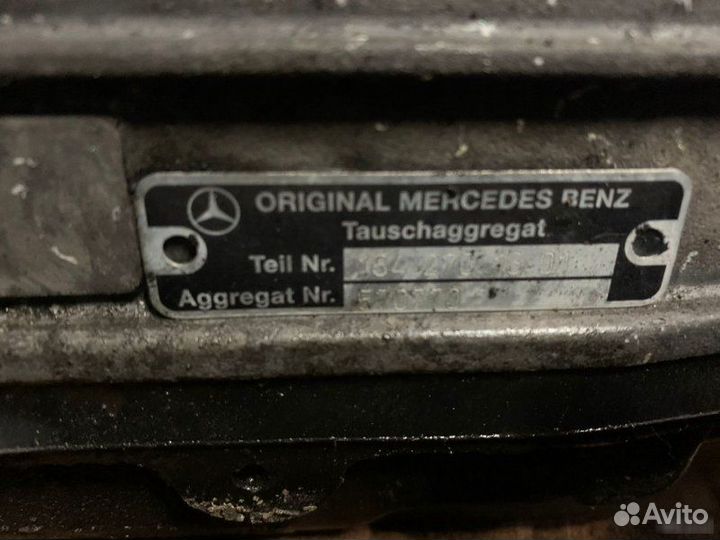 ORIGINAL MERCEDES BENZ
Tauschaggregat
Teil Nr.
Aggregat Nr.
Avito